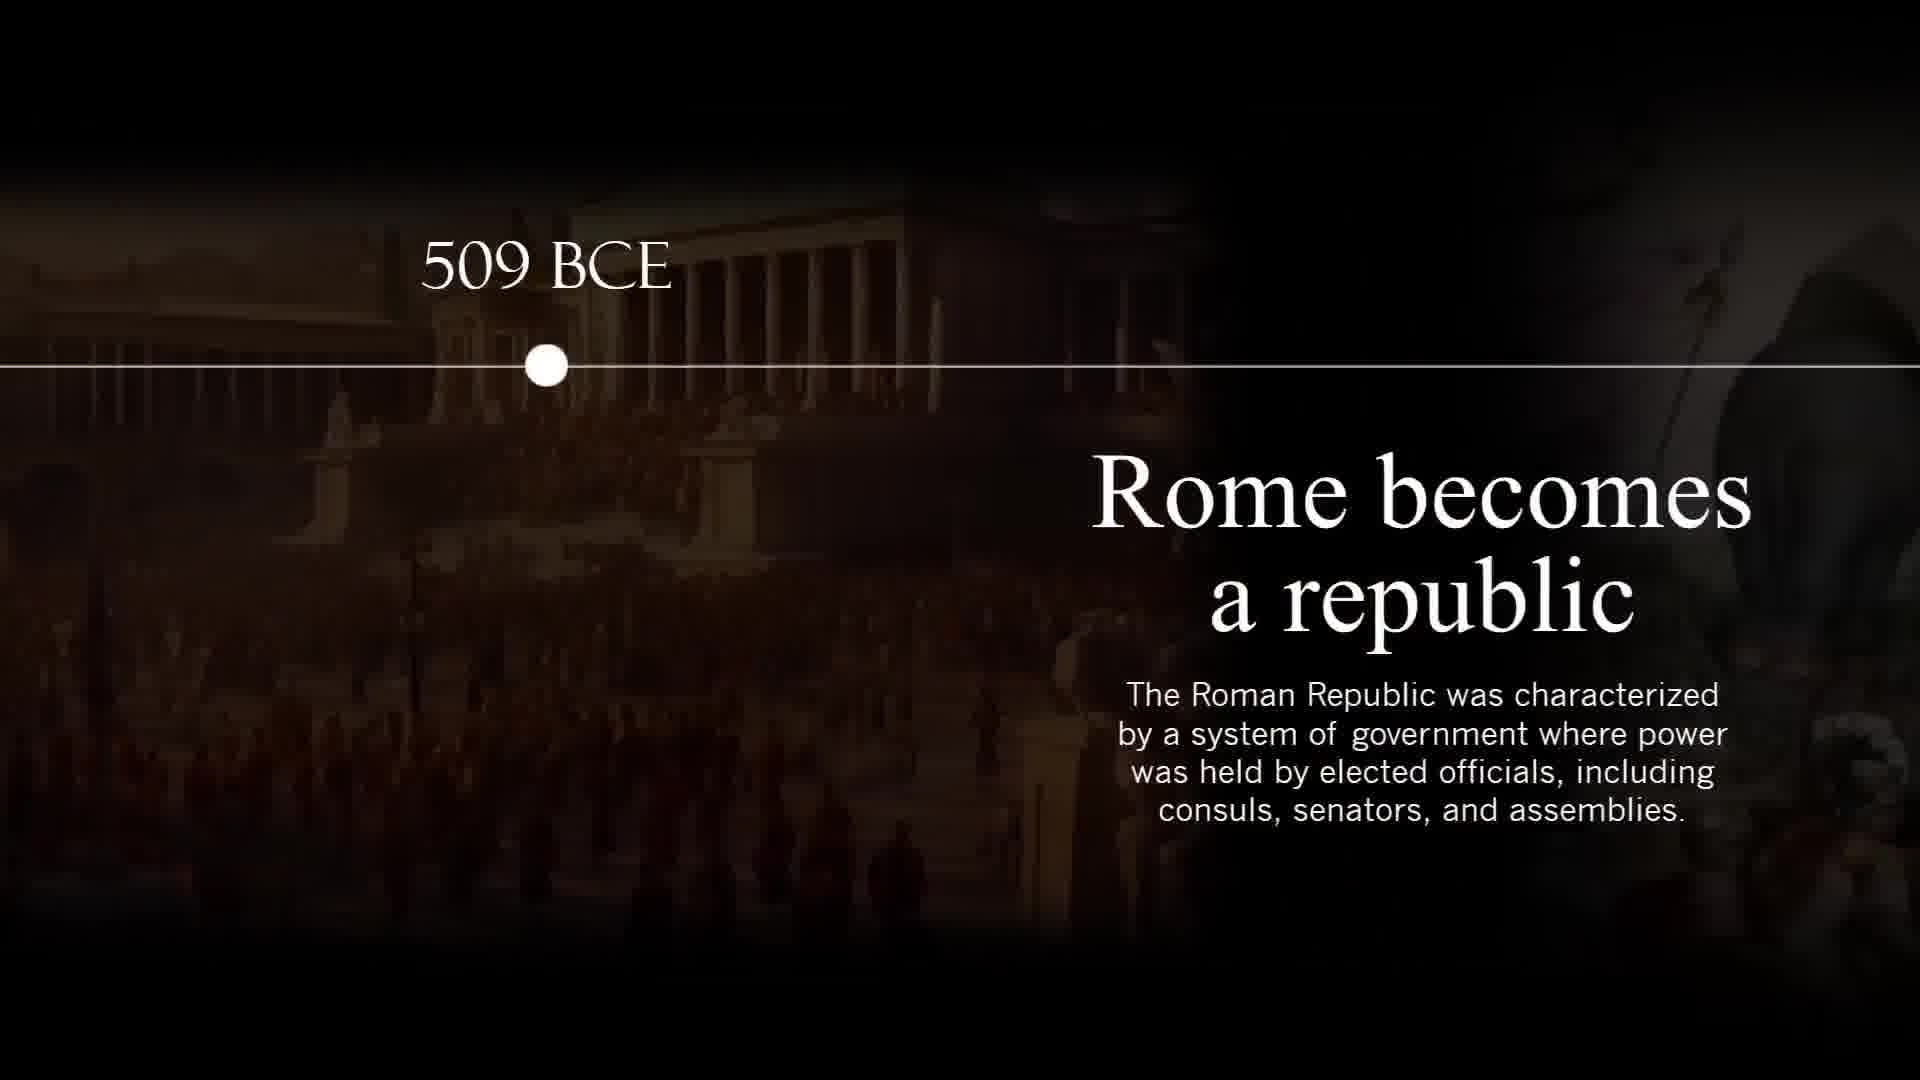 509 BCE
Rome becomes
a republic
The Roman Republic was characterized
by a system of government where power
was held by elected officials, including
consuls, senators, and assemblies.